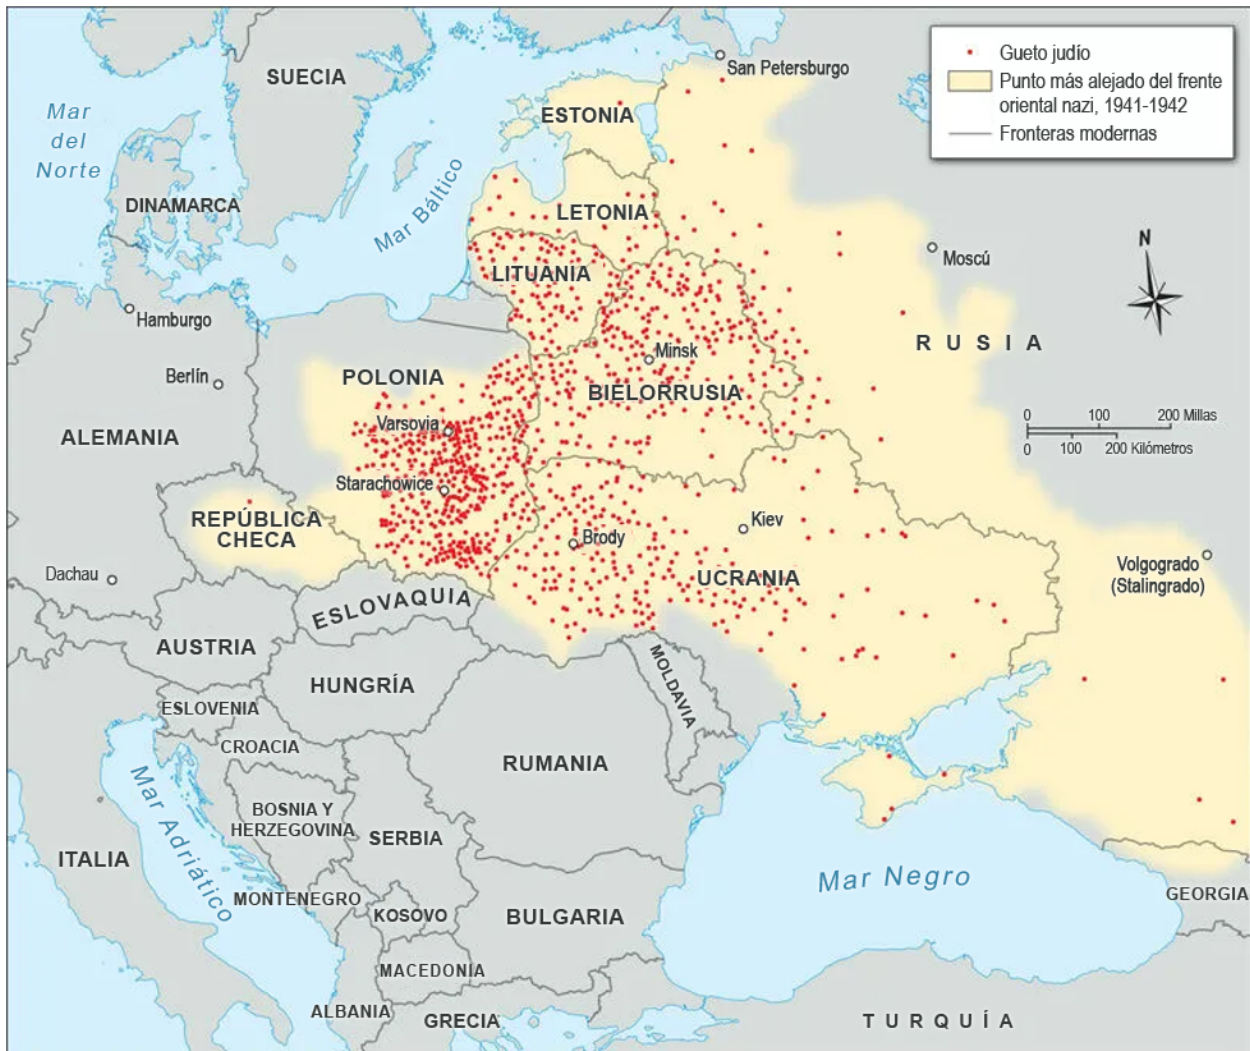 Gueto judío
Punto más alejado del frente
oriental nazi, 1941-1942
Fronteras modernas
San Petersburgo
SUECIA
Mar
del
Norte
ESTONIA
DINAMARCA
Mar Báltico
LETONIA
N
Moscú
LITUANIA
Hamburgo
RUSIA
Minsk
Berlín
POLONIA
BIELORRUSIA
0 100 200 Millas
0 100 200 Kilómetros
Varsovia
ALEMANIA
Starachowice
REPÚBLICA
CHECA
Kiev
Brody
Dachau
UCRANIA
Volgogrado
(Stalingrado)
ESLOVAQUIA
AUSTRIA
HUNGRÍA
MOLDAVIA
ESLOVENIA
CROACIA
RUMANIA
BOSNIA Y
HERZEGOVINA
SERBIA
Mar Adriático
ITALIA
Mar Negro
MONTENEGRO
KOSOVO
BULGARIA
GEORGIA
MACEDONIA
ALBANIA
GRECIA
TURQUÍA